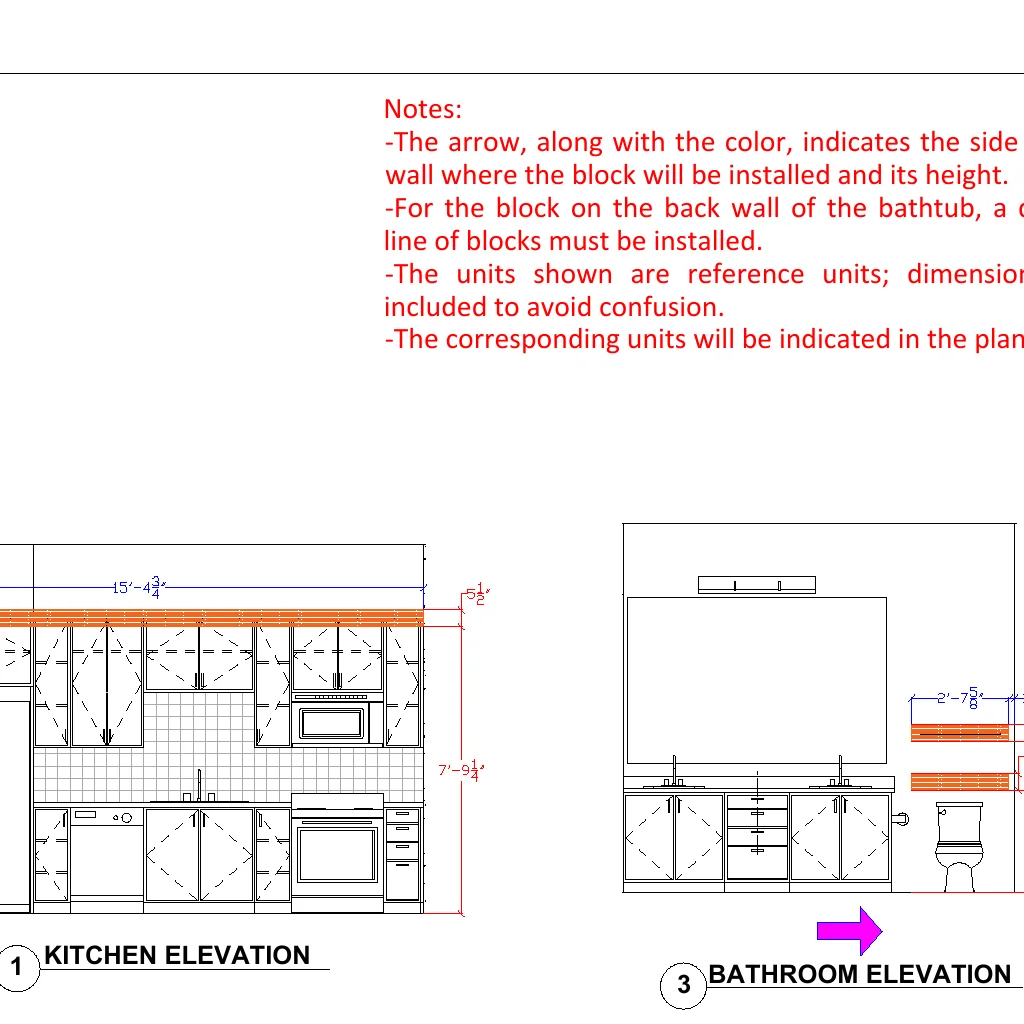 Notes:
-The arrow, along with the color, indicates the side
wall where the block will be installed and its height.
-For the block on the back wall of the bathtub, a
line of blocks must be installed.
-The units shown are reference units; dimension
included to avoid confusion.
-The corresponding units will be indicated in the plan
15'-4 3/4"
5 1/2"
2'-7 5/8"
7'-9 1/4"
1 KITCHEN ELEVATION
3 BATHROOM ELEVATION